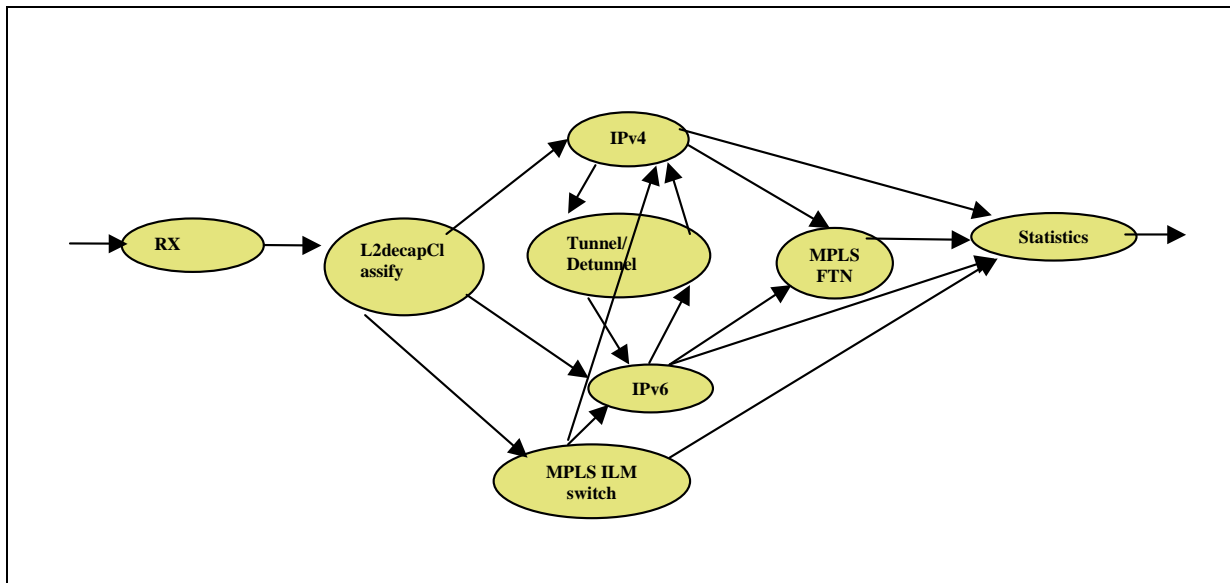 IPv4
RX
L2decapCl
assify
Tunnel/
Detunnel
MPLS
FTN
Statistics
IPv6
MPLS ILM
switch